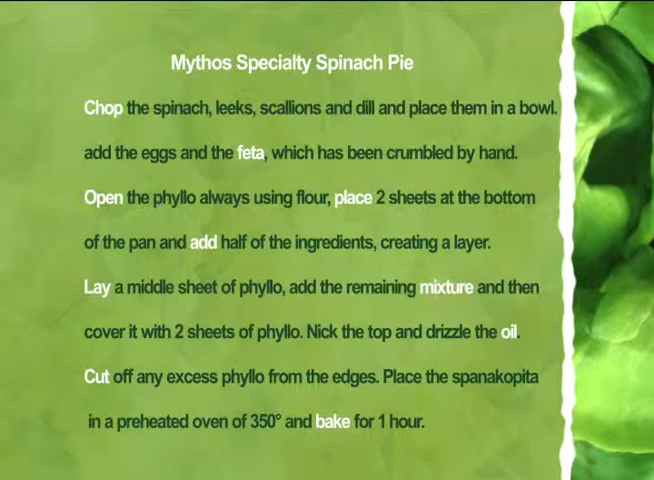 Mythos Specialty Spinach Pie
Chop the spinach, leeks, scallions and dill and place them in a bowl.
add the eggs and the feta, which has been crumbled by hand.
Open the phyllo always using flour, place 2 sheets at the bottom
of the pan and add half of the ingredients, creating a layer.
Lay a middle sheet of phyllo, add the remaining mixture and then
cover it with 2 sheets of phyllo. Nick the top and drizzle the oil.
Cut off any excess phyllo from the edges. Place the spanakopita
in a preheated oven of 350° and bake for 1 hour.